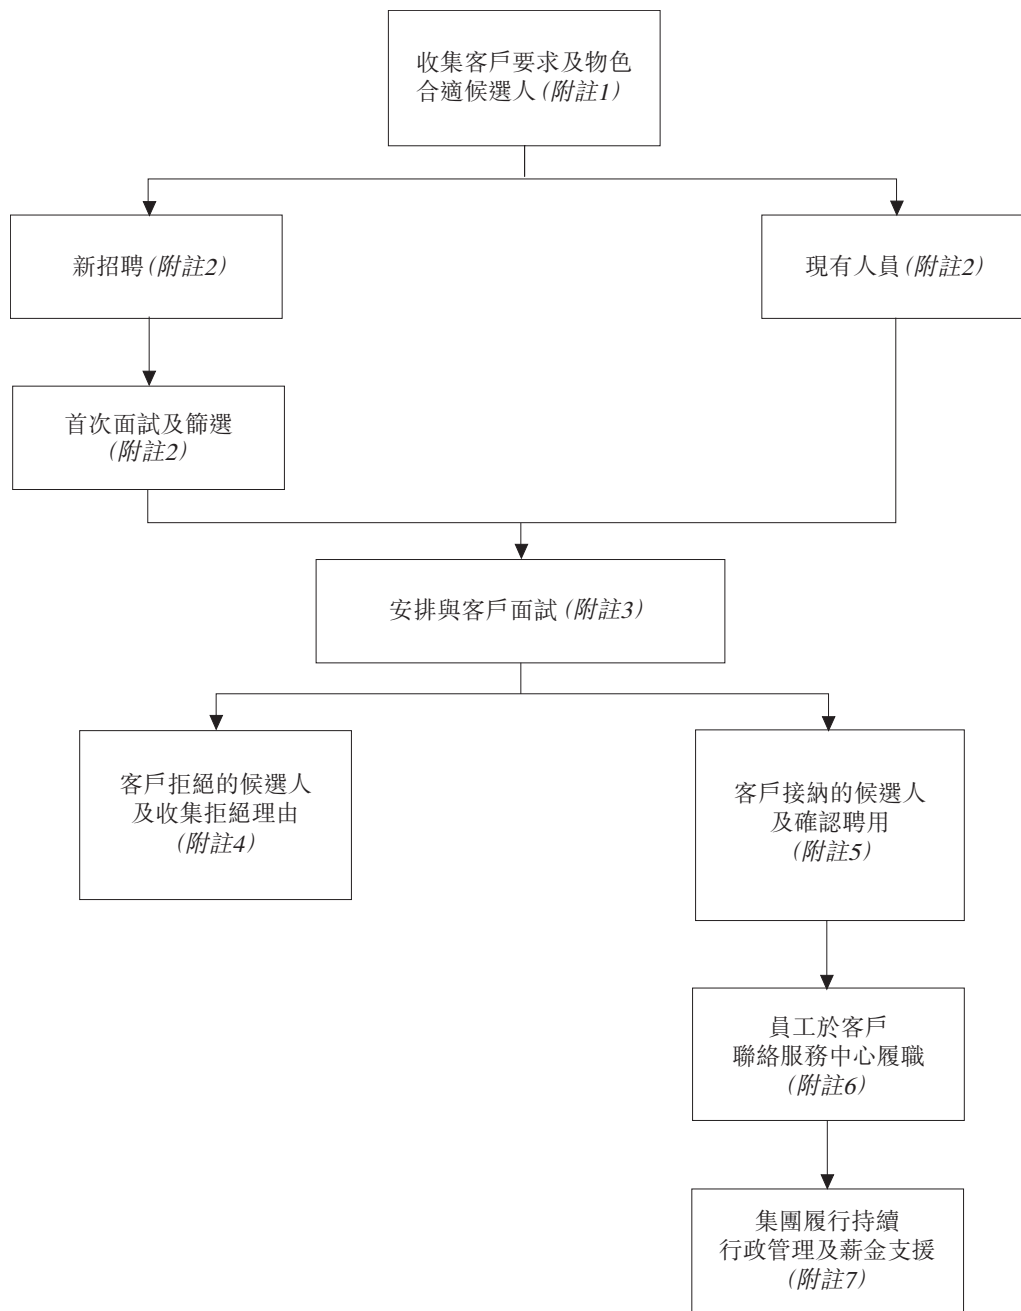 收集客戶要求及物色
合適候選人(附註1)
新招聘(附註2)
現有人員(附註2)
首次面試及篩選
(附註2)
安排與客戶面試(附註3)
客戶拒絕的候選人
及收集拒絕理由
(附註4)
客戶接納的候選人
及確認聘用
(附註5)
員工於客戶
聯絡服務中心履職
(附註6)
集團履行持續
行政管理及薪金支援
(附註7)